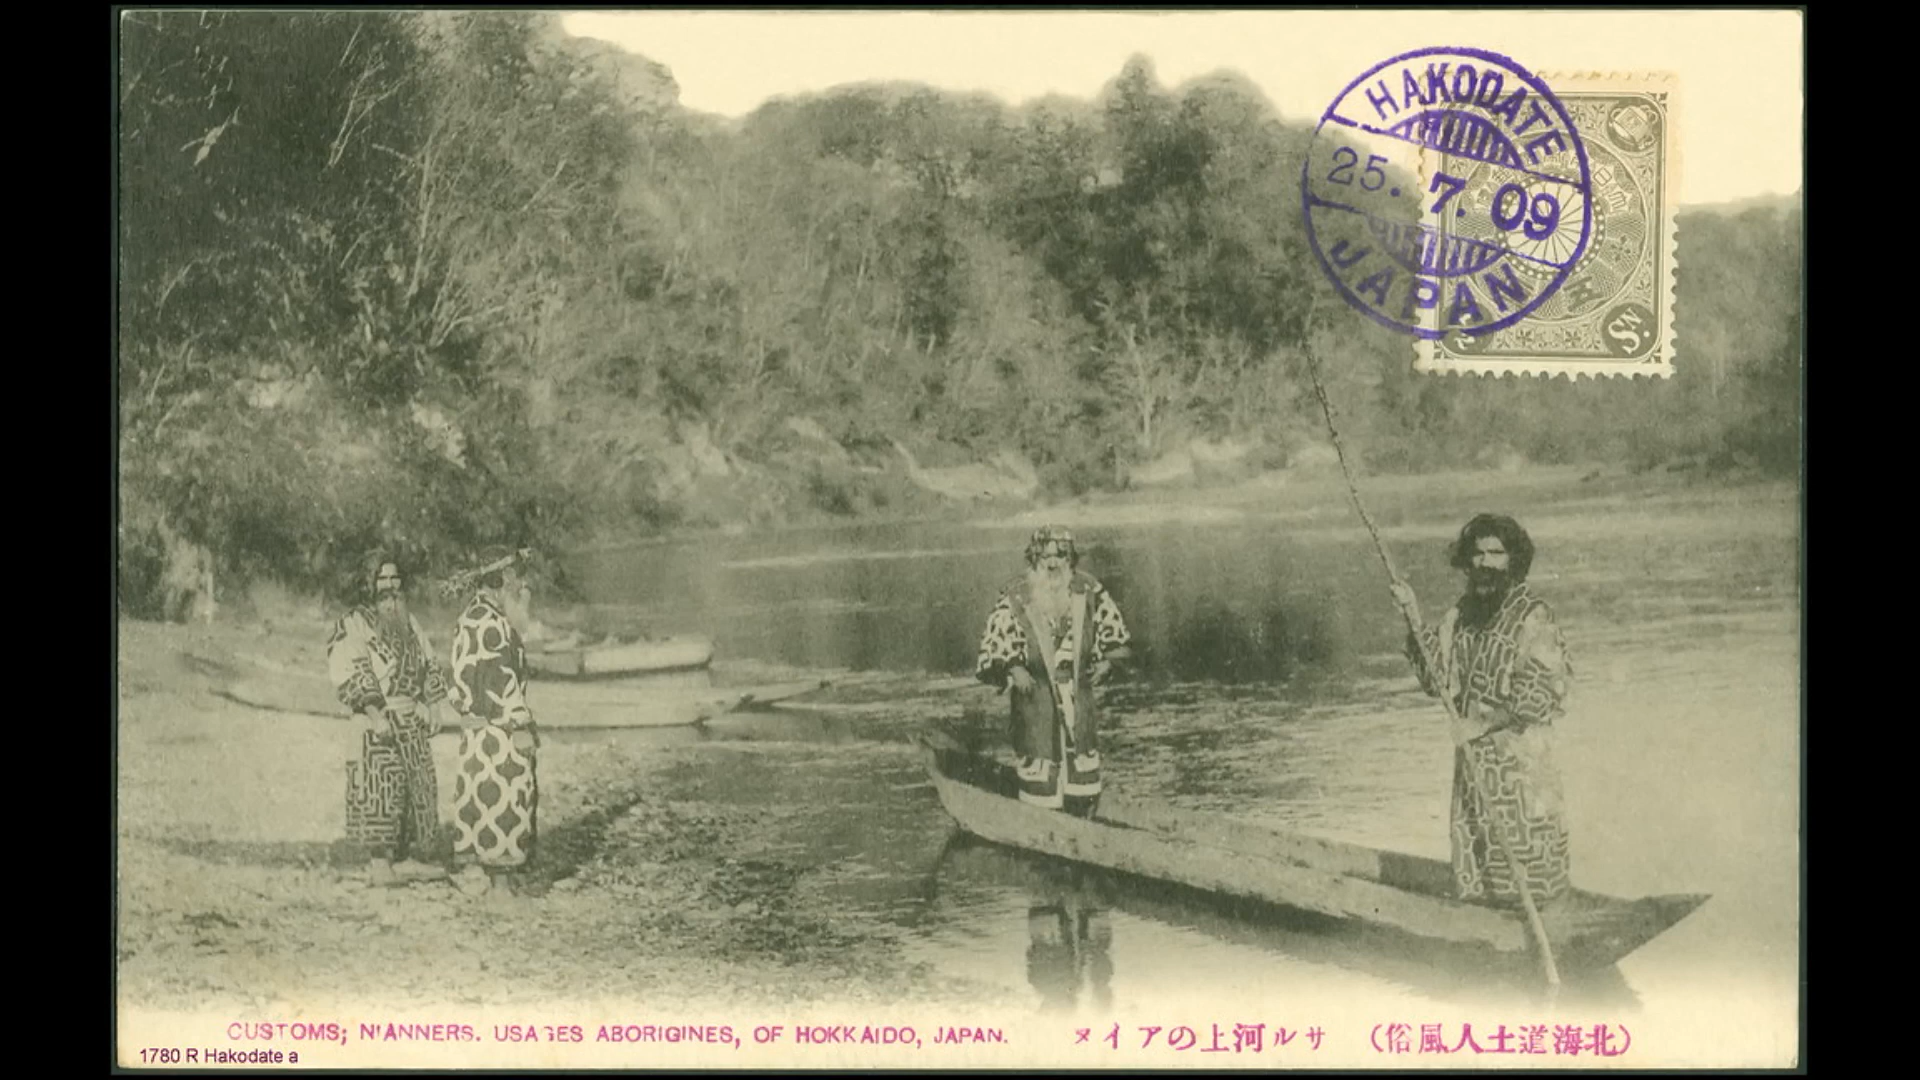 HAKODATE
25. 7. 09
JAPAN
Sn.
CUSTOMS; MANNERS. USAGES ABORIGINES, OF HOKKAIDO, JAPAN.
（北海道土人風俗） サル河上のアイヌ
1780 R Hakodate a